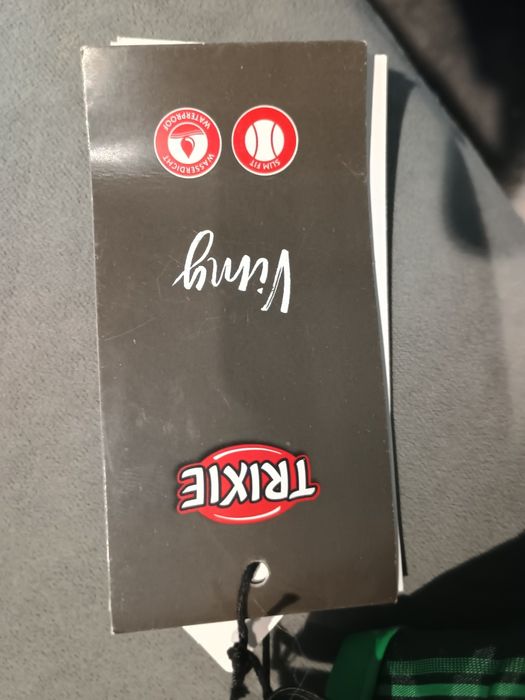 TRIXIE
Vimy
SLIM FIT
WASSERDICHT
WATERPROOF